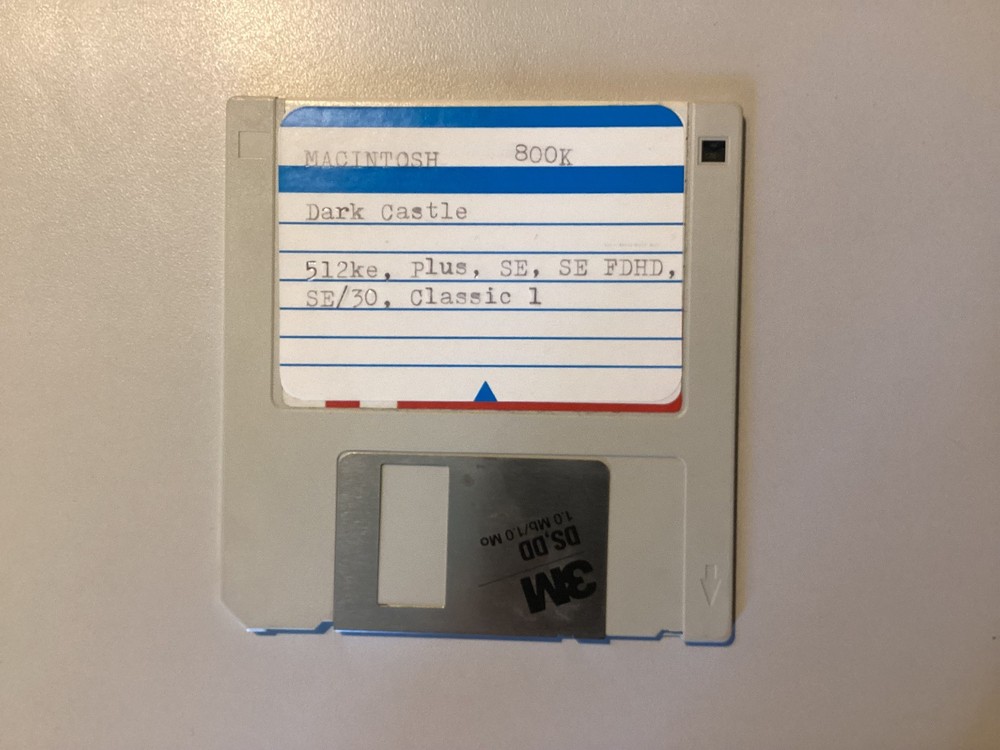 MACINTOSH 800K
Dark Castle
512ke, Plus, SE, SE FDHD,
SE/30, Classic 1
3M
DS,DD
1.0 Mb/1.0 Mo